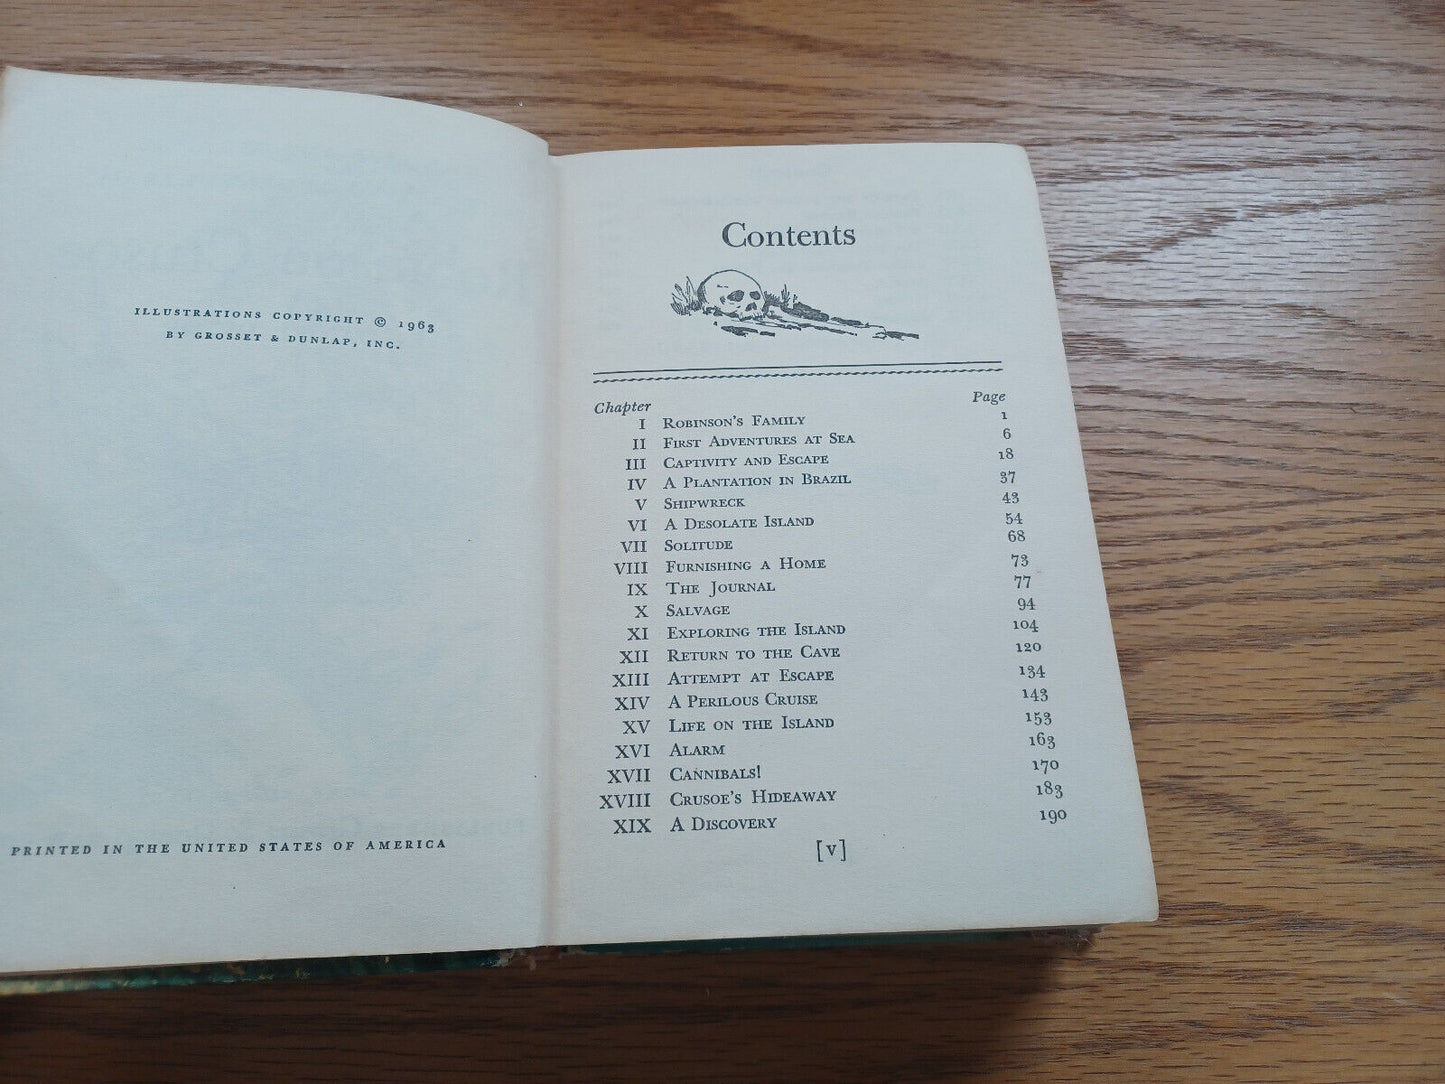 ILLUSTRATIONS COPYRIGHT © 1963
BY GROSSET & DUNLAP, INC.
PRINTED IN THE UNITED STATES OF AMERICA
Contents
Chapter Page
I ROBINSON'S FAMILY 1
II FIRST ADVENTURES AT SEA 6
III CAPTIVITY AND ESCAPE 18
IV A PLANTATION IN BRAZIL 37
V SHIPWRECK 43
VI A DESOLATE ISLAND 54
VII SOLITUDE 68
VIII FURNISHING A HOME 73
IX THE JOURNAL 77
X SALVAGE 94
XI EXPLORING THE ISLAND 104
XII RETURN TO THE CAVE 120
XIII ATTEMPT AT ESCAPE 134
XIV A PERILOUS CRUISE 143
XV LIFE ON THE ISLAND 153
XVI ALARM 163
XVII CANNIBALS! 170
XVIII CRUSOE'S HIDEAWAY 183
XIX A DISCOVERY 190
[v]